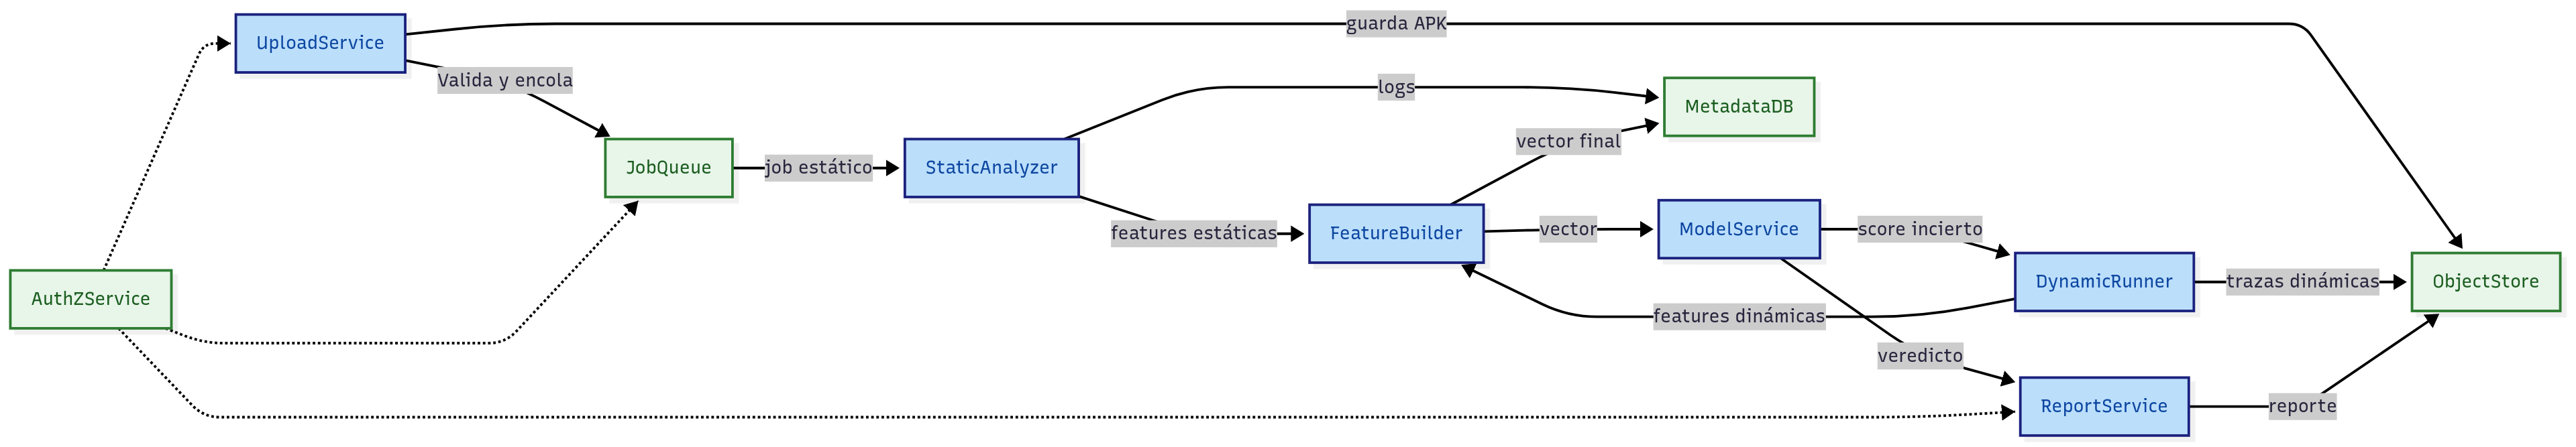 guarda APK
UploadService
Valida y encola
logs
MetadataDB
vector final
JobQueue
job estático
StaticAnalyzer
features estáticas
FeatureBuilder
vector
ModelService
score incierto
DynamicRunner
trazas dinámicas
ObjectStore
AuthZService
features dinámicas
veredicto
ReportService
reporte